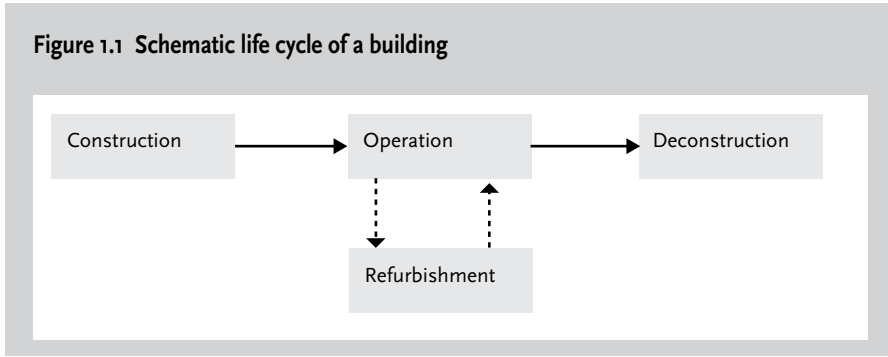 Figure 1.1 Schematic life cycle of a building
Construction
Operation
Deconstruction
Refurbishment